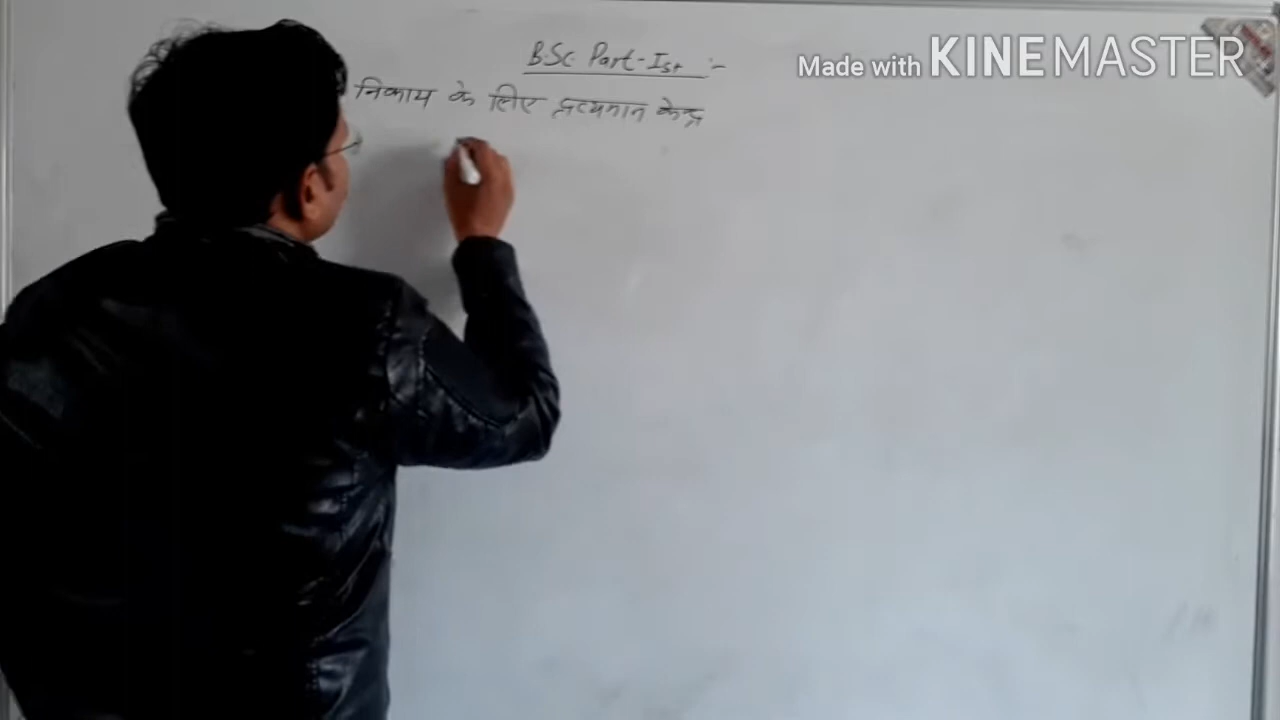 BSc Part-Ist :-
Made with KINEMASTER
निकाय के लिए द्रव्यमान केन्द्र